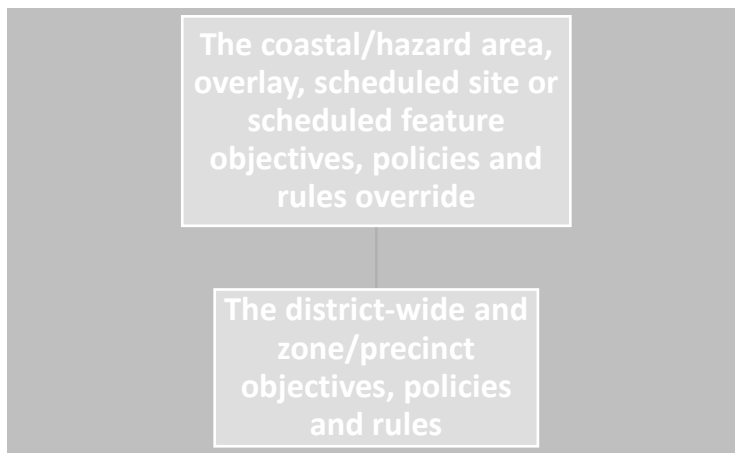 The coastal/hazard area,
overlay, scheduled site or
scheduled feature
objectives, policies and
rules override
The district-wide and
zone/precinct
objectives, policies
and rules